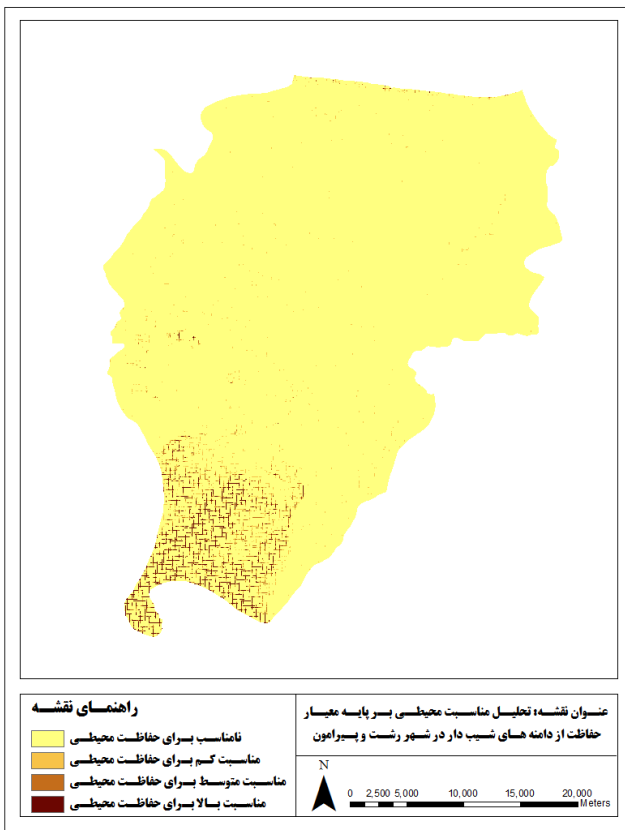 راهنمای نقشه
نامناسب برای حفاظت محیطی
مناسبت کم برای حفاظت محیطی
مناسبت متوسط برای حفاظت محیطی
مناسبت بالا برای حفاظت محیطی
عنوان نقشه: تحلیل مناسبت محیطی بر پایه معیار
حفاظت از دامنه های شیب دار در شهر رشت و پیرامون
N
0 2,500 5,000 10,000 15,000 20,000
Meters